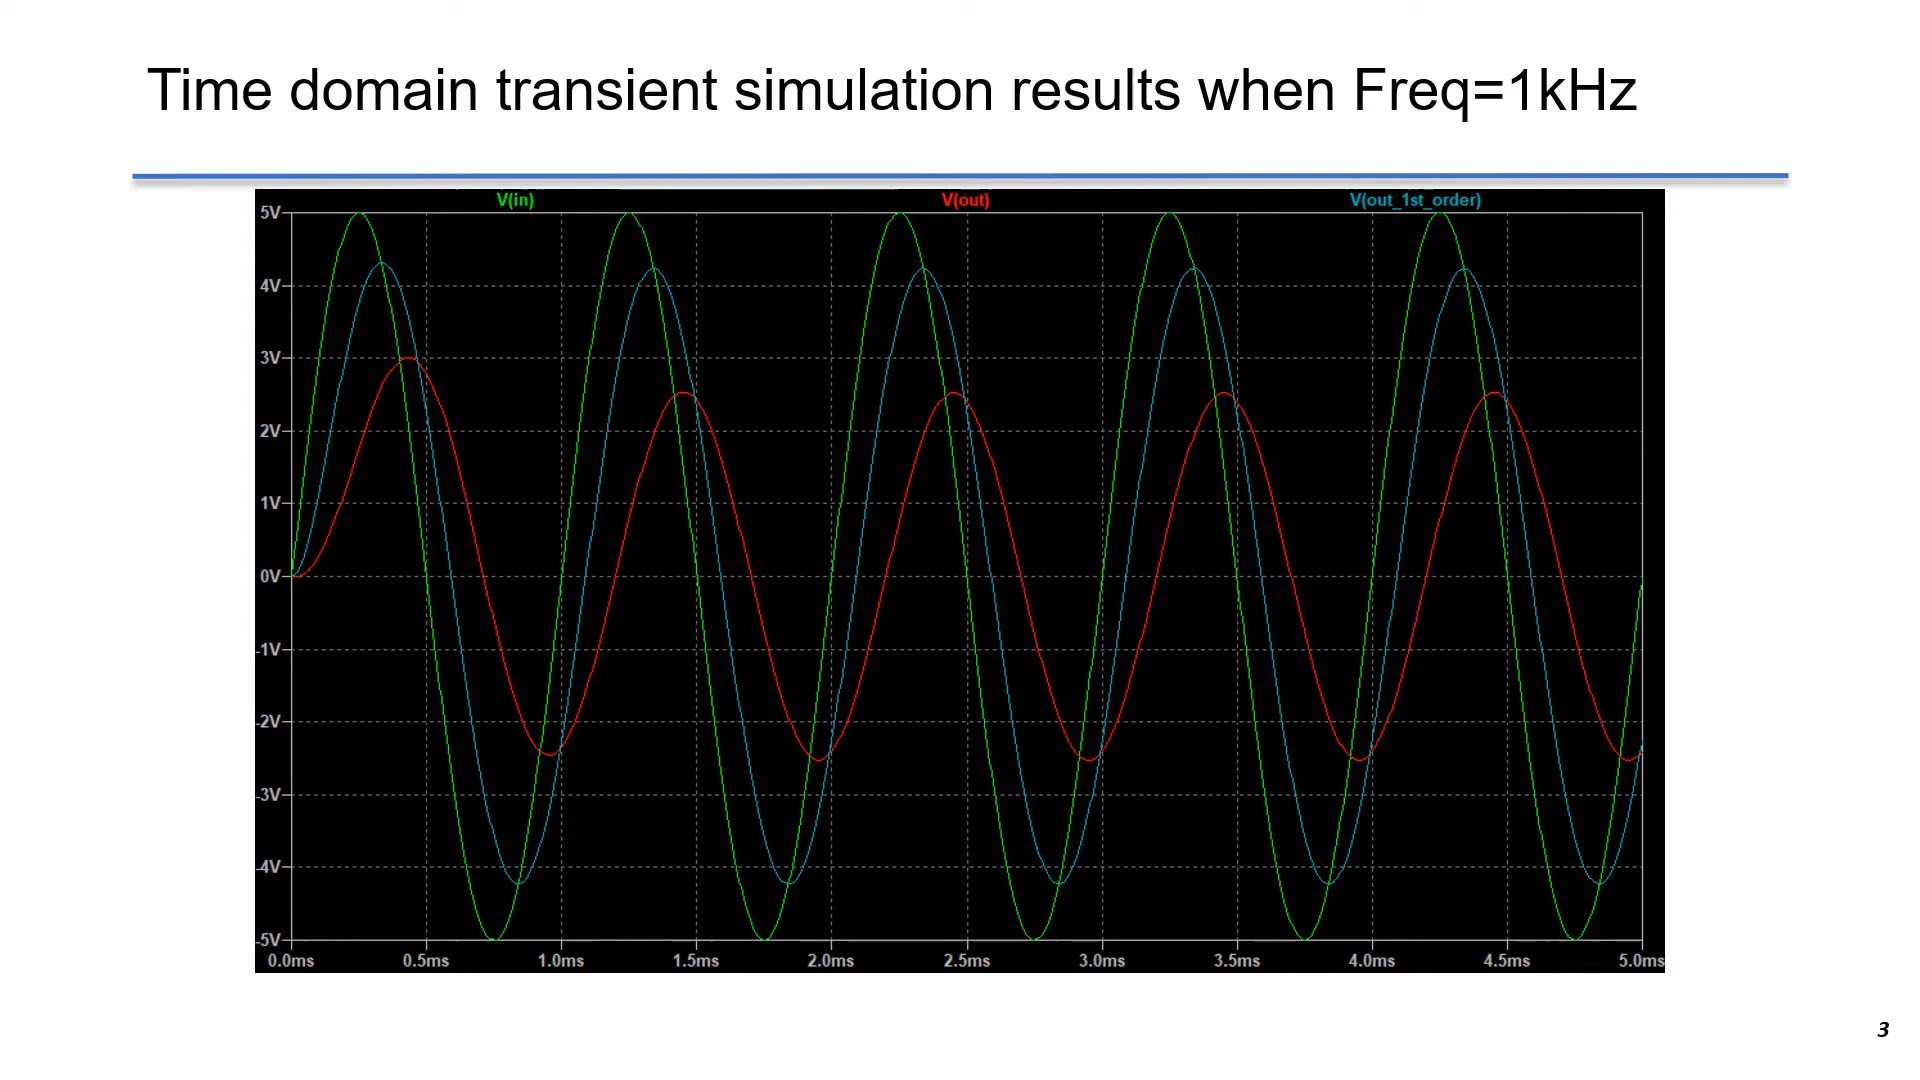 Time domain transient simulation results when Freq=1kHz
V(in) V(out) V(out_1st_order)
5V
4V
3V
2V
1V
0V
-1V
-2V
-3V
-4V
-5V
0.0ms 0.5ms 1.0ms 1.5ms 2.0ms 2.5ms 3.0ms 3.5ms 4.0ms 4.5ms 5.0ms
3